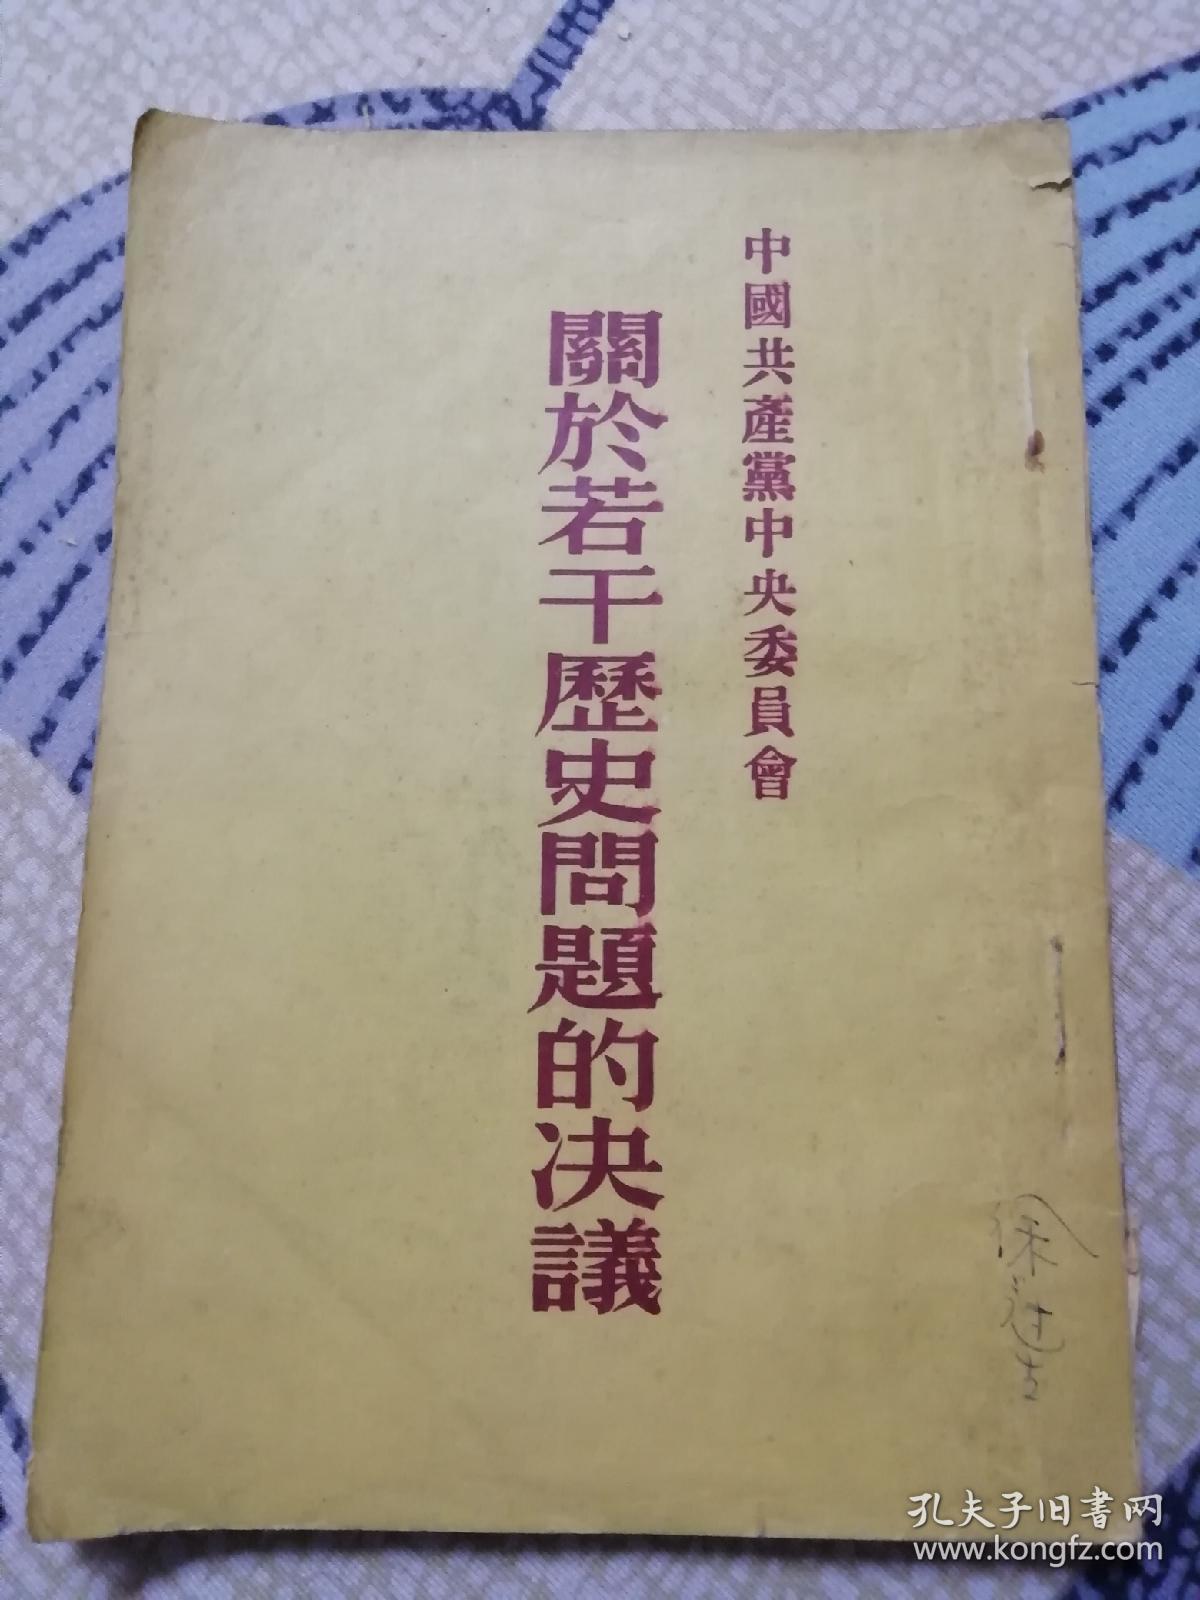 中國共產黨中央委員會
關於若干歷史問題的决議
孔夫子旧書网
www.kongfz.com